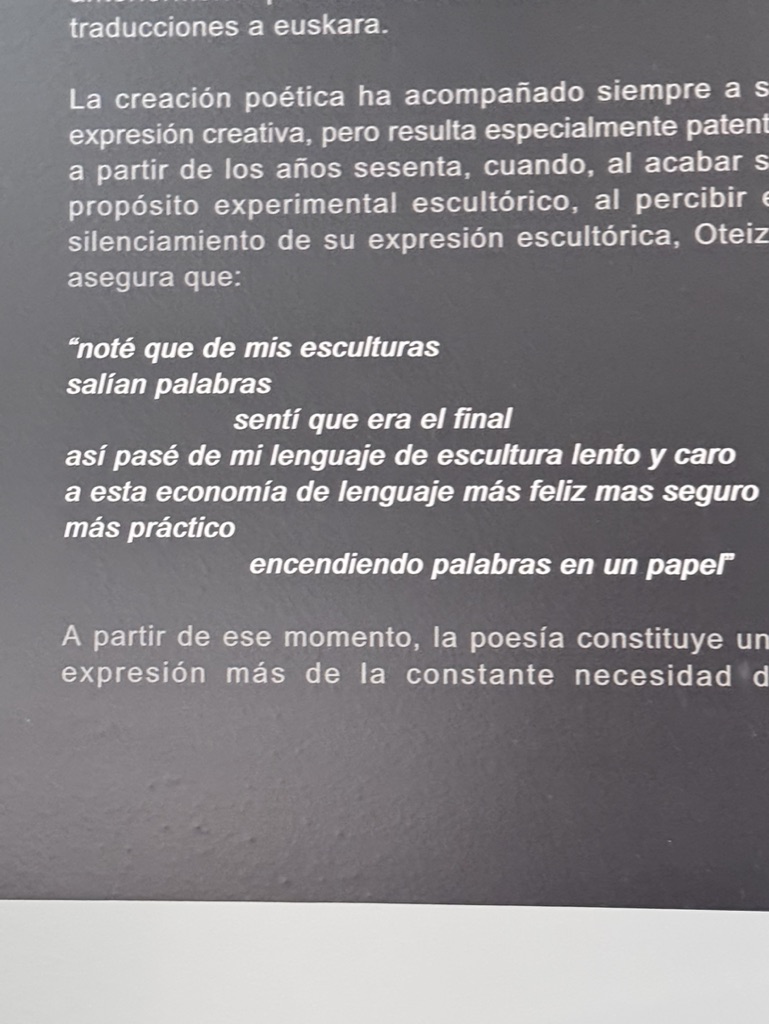 traducciones a euskara.
La creación poética ha acompañado siempre a s
expresión creativa, pero resulta especialmente patent
a partir de los años sesenta, cuando, al acabar s
propósito experimental escultórico, al percibir e
silenciamiento de su expresión escultórica, Oteiz
asegura que:
“noté que de mis esculturas
salían palabras
sentí que era el final
así pasé de mi lenguaje de escultura lento y caro
a esta economía de lenguaje más feliz mas seguro
más práctico
encendiendo palabras en un papel”
A partir de ese momento, la poesía constituye un
expresión más de la constante necesidad d